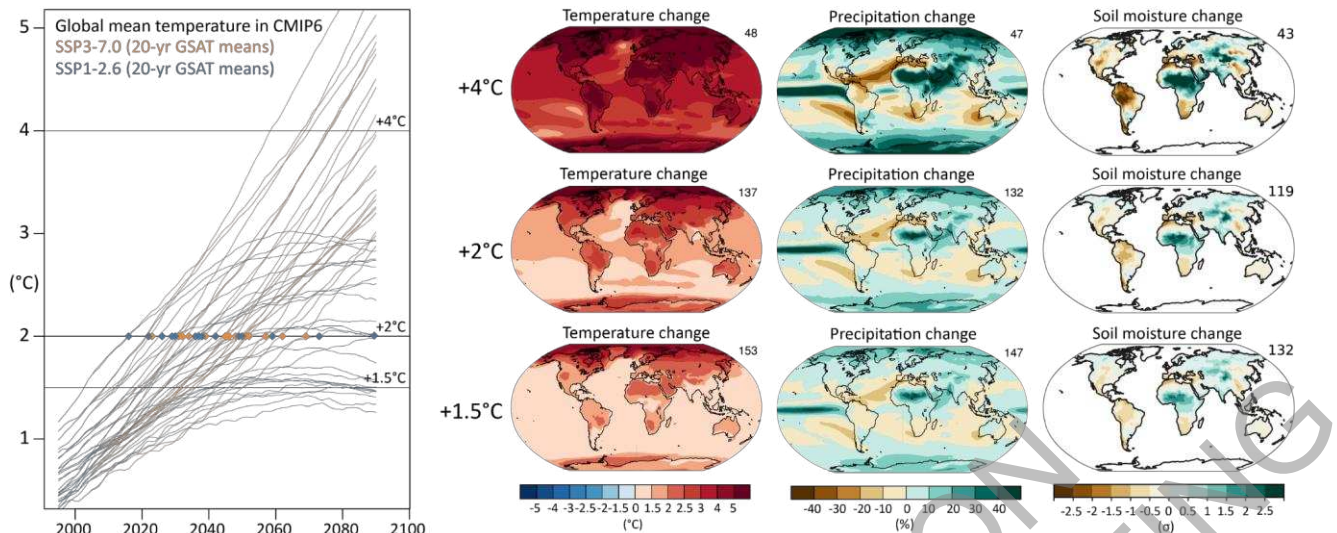 Global mean temperature in CMIP6
SSP3-7.0 (20-yr GSAT means)
SSP1-2.6 (20-yr GSAT means)
5
4
3
(°C)
2
1
+4°C
+2°C
+1.5°C
2000 2020 2040 2060 2080 2100
Temperature change
48
Precipitation change
47
Soil moisture change
43
+4°C
Temperature change
137
Precipitation change
132
Soil moisture change
119
+2°C
Temperature change
153
Precipitation change
147
Soil moisture change
132
+1.5°C
-5 -4 -3 -2.5 -2 -1.5 0 1.5 2 2.5 3 4 5
(°C)
-40 -30 -20 -10 0 10 20 30 40
(%)
-2.5 -2 -1.5 -1 -0.5 0 0.5 1 1.5 2 2.5
(σ)